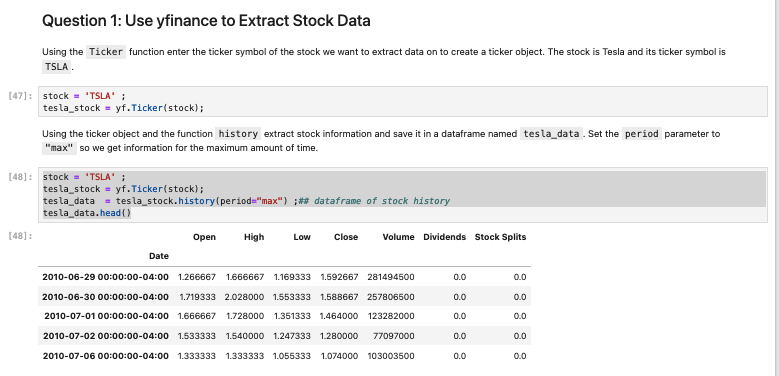 Question 1: Use yfinance to Extract Stock Data
Using the Ticker function enter the ticker symbol of the stock we want to extract data on to create a ticker object. The stock is Tesla and its ticker symbol is
TSLA .
[47]: stock = 'TSLA' ;
tesla_stock = yf.Ticker(stock);
Using the ticker object and the function history extract stock information and save it in a dataframe named tesla_data . Set the period parameter to
"max" so we get information for the maximum amount of time.
[48]: stock = 'TSLA' ;
tesla_stock = yf.Ticker(stock);
tesla_data  = tesla_stock.history(period="max") ;## dataframe of stock history
tesla_data.head()
[48]: Open High Low Close Volume Dividends Stock Splits
Date
2010-06-29 00:00:00-04:00 1.266667 1.666667 1.169333 1.592667 281494500 0.0 0.0
2010-06-30 00:00:00-04:00 1.719333 2.028000 1.553333 1.588667 257806500 0.0 0.0
2010-07-01 00:00:00-04:00 1.666667 1.728000 1.351333 1.464000 123282000 0.0 0.0
2010-07-02 00:00:00-04:00 1.533333 1.540000 1.247333 1.280000 77097000 0.0 0.0
2010-07-06 00:00:00-04:00 1.333333 1.333333 1.055333 1.074000 103003500 0.0 0.0